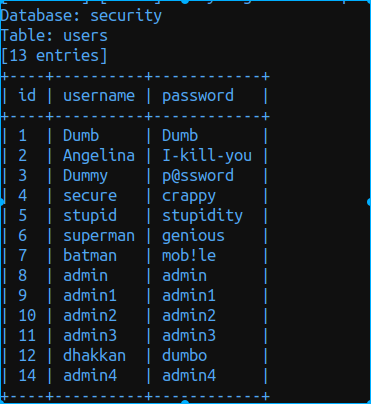 Database: security
Table: users
[13 entries]
+----+----------+------------+
| id | username | password   |
+----+----------+------------+
| 1  | Dumb     | Dumb       |
| 2  | Angelina | I-kill-you |
| 3  | Dummy    | p@ssword   |
| 4  | secure   | crappy     |
| 5  | stupid   | stupidity  |
| 6  | superman | genious    |
| 7  | batman   | mob!le     |
| 8  | admin    | admin      |
| 9  | admin1   | admin1     |
| 10 | admin2   | admin2     |
| 11 | admin3   | admin3     |
| 12 | dhakkan  | dumbo      |
| 14 | admin4   | admin4     |
+----+----------+------------+